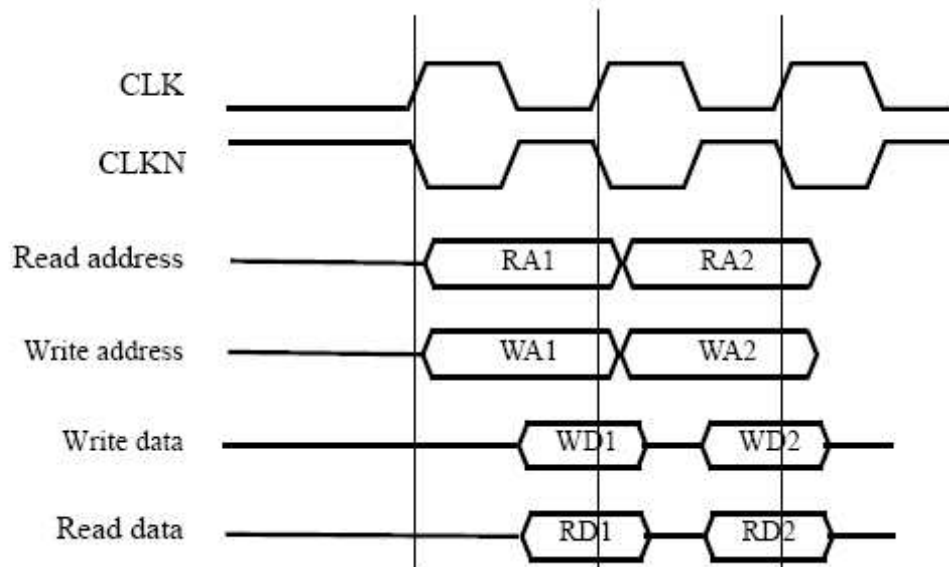 CLK
CLKN
Read address RA1 RA2
Write address WA1 WA2
Write data WD1 WD2
Read data RD1 RD2